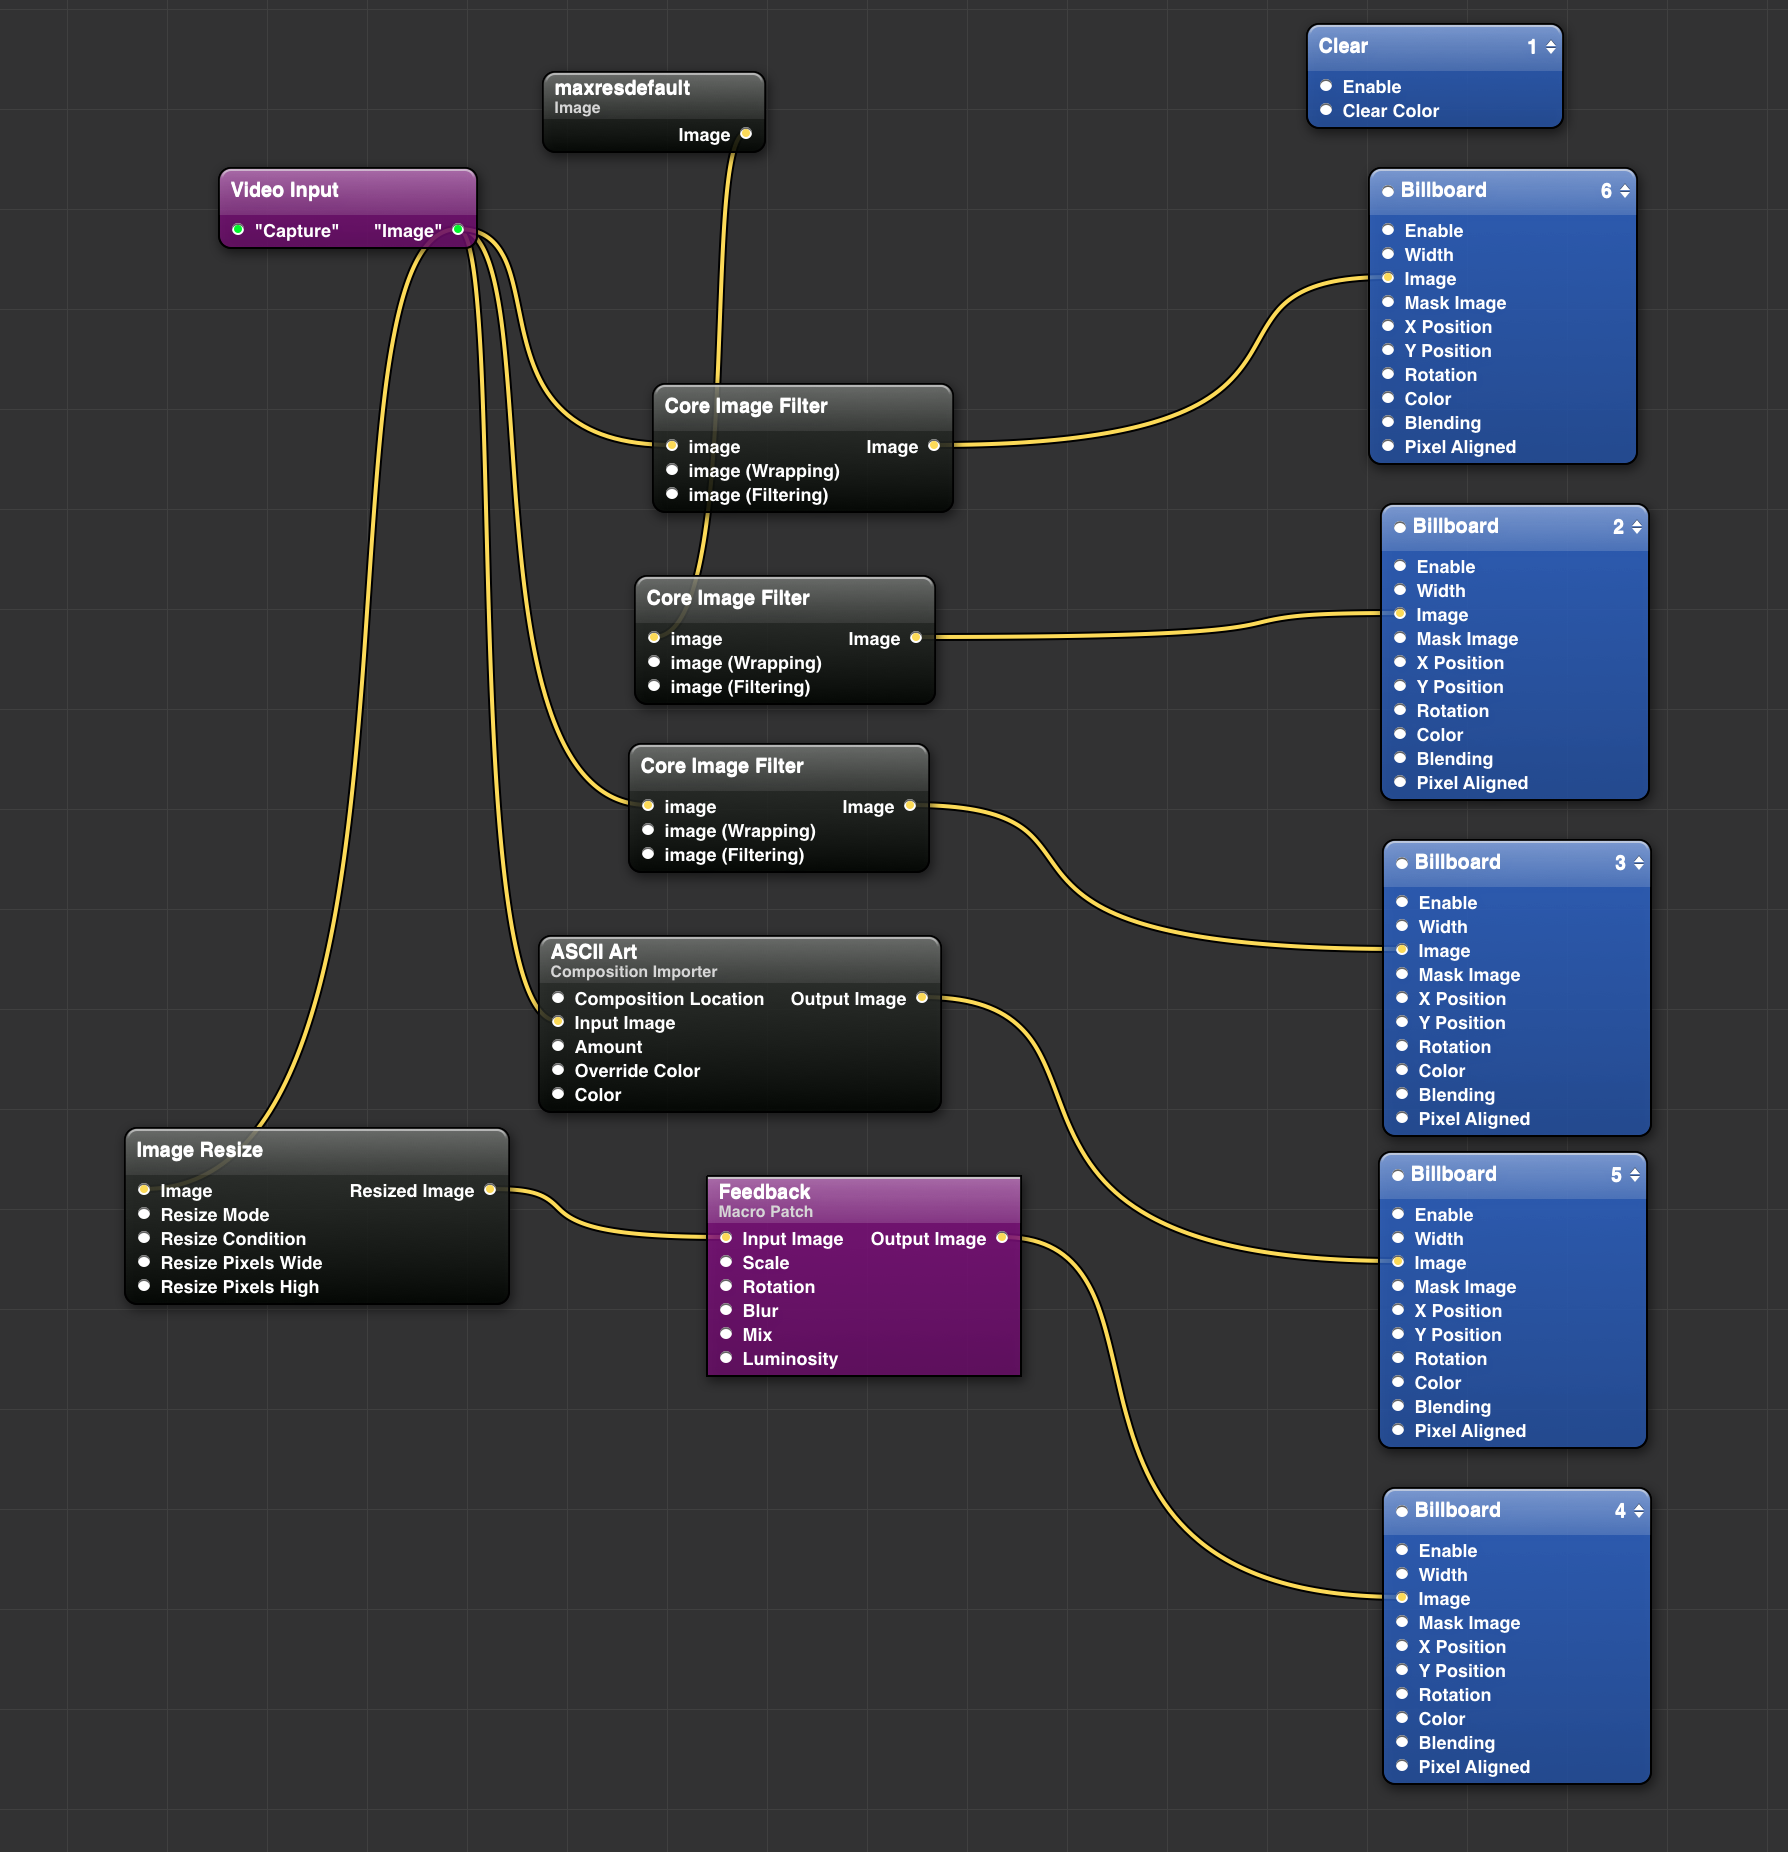 Clear 1
Enable
Clear Color
maxresdefault
Image
Image
Video Input
"Capture" "Image"
Billboard 6
Enable
Width
Image
Mask Image
X Position
Y Position
Rotation
Color
Blending
Pixel Aligned
Core Image Filter
image Image
image (Wrapping)
image (Filtering)
Billboard 2
Enable
Width
Image
Mask Image
X Position
Y Position
Rotation
Color
Blending
Pixel Aligned
Core Image Filter
image Image
image (Wrapping)
image (Filtering)
Core Image Filter
image Image
image (Wrapping)
image (Filtering)
Billboard 3
Enable
Width
Image
Mask Image
X Position
Y Position
Rotation
Color
Blending
Pixel Aligned
ASCII Art
Composition Importer
Composition Location Output Image
Input Image
Amount
Override Color
Color
Image Resize
Image Resized Image
Resize Mode
Resize Condition
Resize Pixels Wide
Resize Pixels High
Feedback
Macro Patch
Input Image Output Image
Scale
Rotation
Blur
Mix
Luminosity
Billboard 5
Enable
Width
Image
Mask Image
X Position
Y Position
Rotation
Color
Blending
Pixel Aligned
Billboard 4
Enable
Width
Image
Mask Image
X Position
Y Position
Rotation
Color
Blending
Pixel Aligned